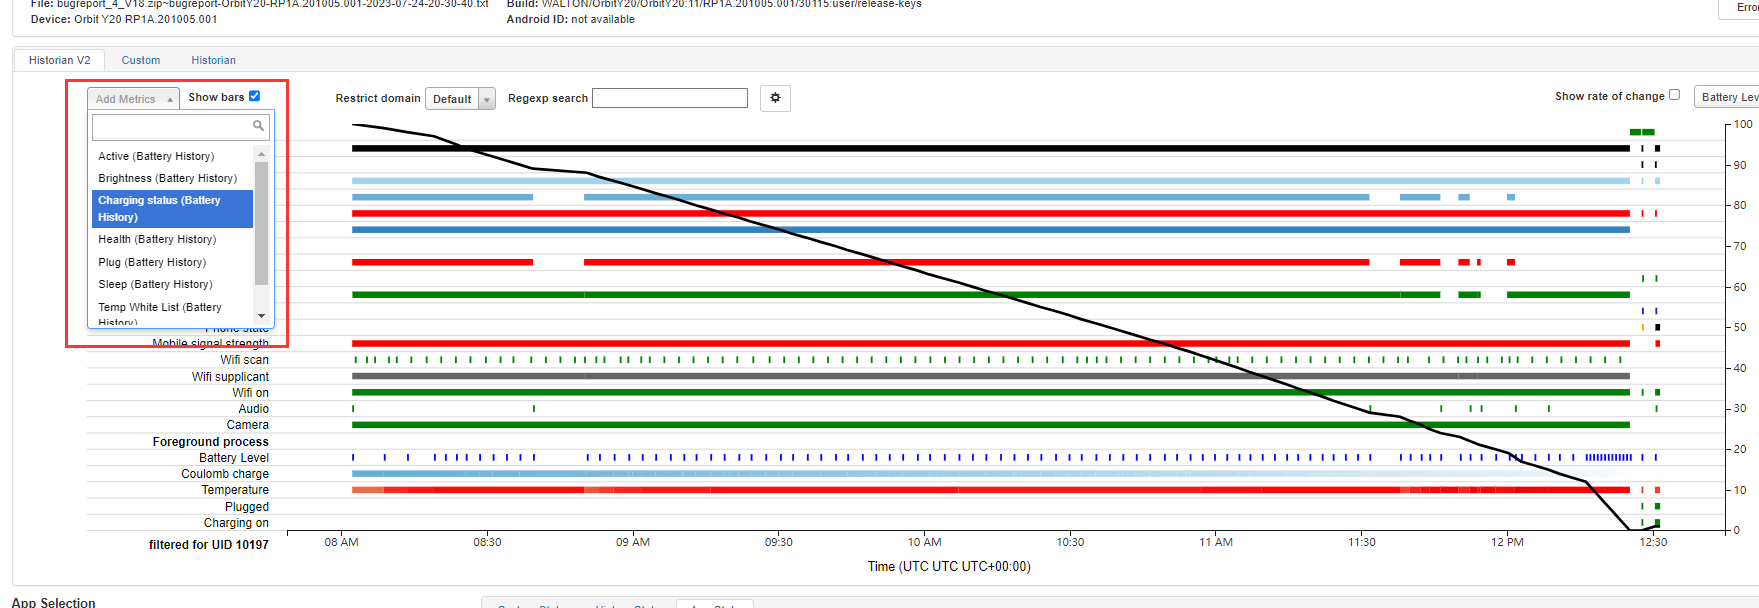 File: bugreport_4_V18.zip~bugreport-OrbitY20-RP1A.201005.001-2023-07-24-20-30-40.txt Build: WALTON/OrbitY20/OrbitY20:11/RP1A.201005.001/30115:user/release-keys
Device: Orbit Y20 RP1A.201005.001 Android ID: not available
Erro
Historian V2 Custom Historian
Add Metrics Show bars Restrict domain Default Regexp search Show rate of change Battery Lev
Active (Battery History)
Brightness (Battery History)
Charging status (Battery
History)
Health (Battery History)
Plug (Battery History)
Sleep (Battery History)
Temp White List (Battery
History)
Phone state
Mobile signal strength
Wifi scan
Wifi supplicant
Wifi on
Audio
Camera
Foreground process
Battery Level
Coulomb charge
Temperature
Plugged
Charging on
filtered for UID 10197
100
90
80
70
60
50
40
30
20
10
0
08 AM 08:30 09 AM 09:30 10 AM 10:30 11 AM 11:30 12 PM 12:30
Time (UTC UTC UTC+00:00)
App Selection